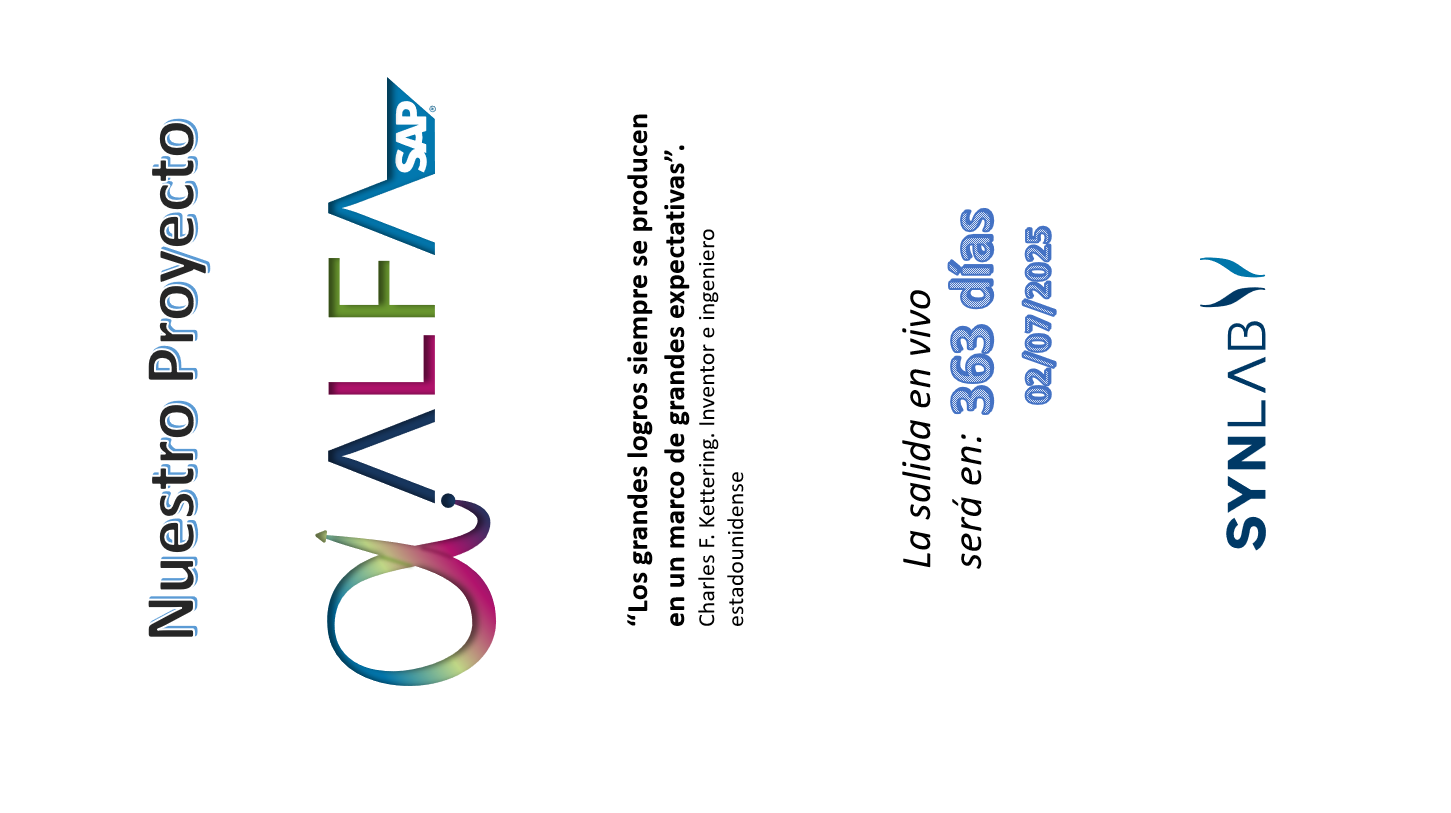 Nuestro Proyecto
αALFA SAP®
“Los grandes logros siempre se producen
en un marco de grandes expectativas”.
Charles F. Kettering. Inventor e ingeniero
estadounidense
La salida en vivo
será en: 363 días
02/07/2025
SYNLAB